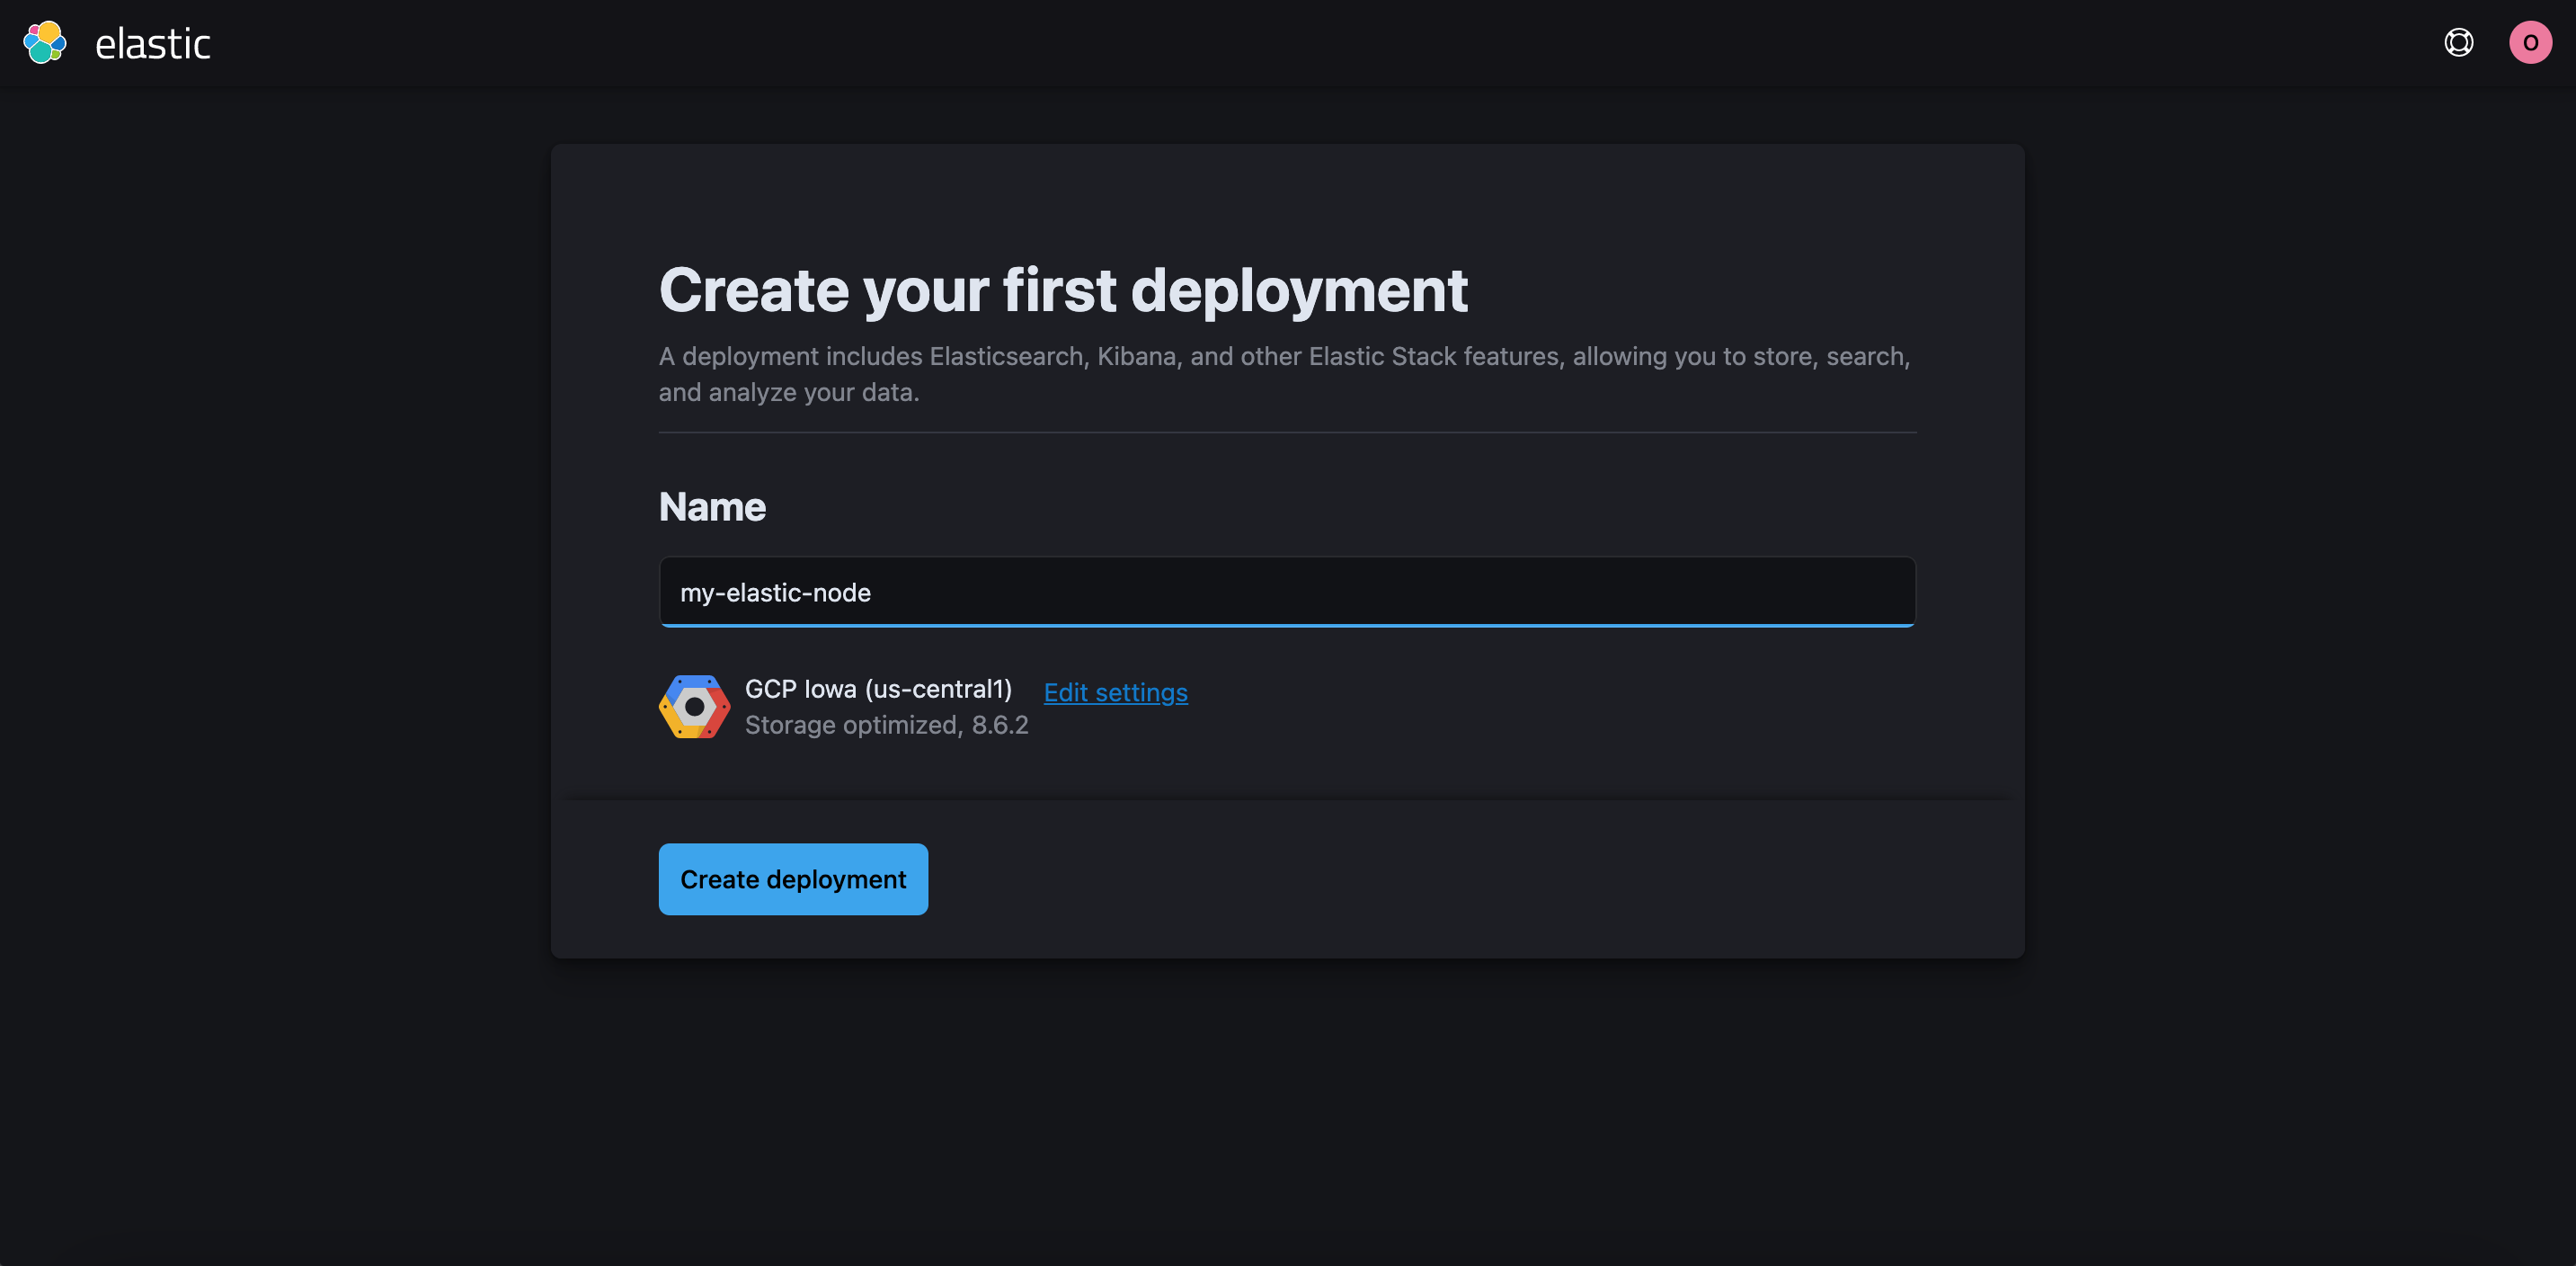 elastic
O
Create your first deployment
A deployment includes Elasticsearch, Kibana, and other Elastic Stack features, allowing you to store, search,
and analyze your data.
Name
my-elastic-node
GCP Iowa (us-central1) Edit settings
Storage optimized, 8.6.2
Create deployment